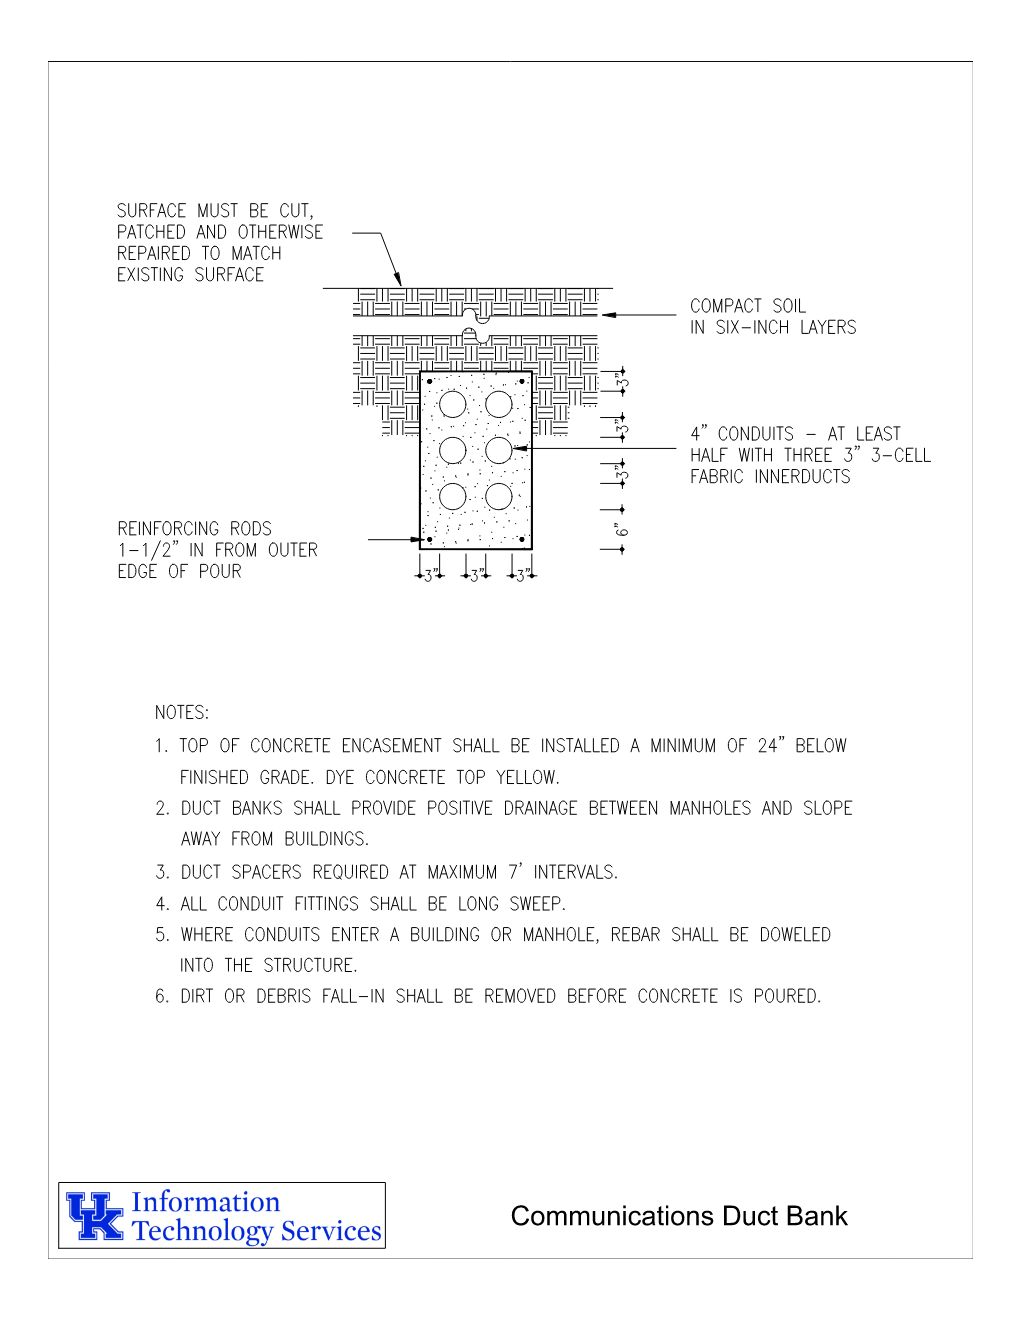 SURFACE MUST BE CUT,
PATCHED AND OTHERWISE
REPAIRED TO MATCH
EXISTING SURFACE
COMPACT SOIL
IN SIX-INCH LAYERS
3"
3"
4" CONDUITS - AT LEAST
HALF WITH THREE 3" 3-CELL
FABRIC INNERDUCTS
3"
REINFORCING RODS
1-1/2" IN FROM OUTER
EDGE OF POUR
6"
3" 3" 3"
NOTES:
1. TOP OF CONCRETE ENCASEMENT SHALL BE INSTALLED A MINIMUM OF 24" BELOW
FINISHED GRADE. DYE CONCRETE TOP YELLOW.
2. DUCT BANKS SHALL PROVIDE POSITIVE DRAINAGE BETWEEN MANHOLES AND SLOPE
AWAY FROM BUILDINGS.
3. DUCT SPACERS REQUIRED AT MAXIMUM 7' INTERVALS.
4. ALL CONDUIT FITTINGS SHALL BE LONG SWEEP.
5. WHERE CONDUITS ENTER A BUILDING OR MANHOLE, REBAR SHALL BE DOWELED
INTO THE STRUCTURE.
6. DIRT OR DEBRIS FALL-IN SHALL BE REMOVED BEFORE CONCRETE IS POURED.
UK Information
Technology Services
Communications Duct Bank